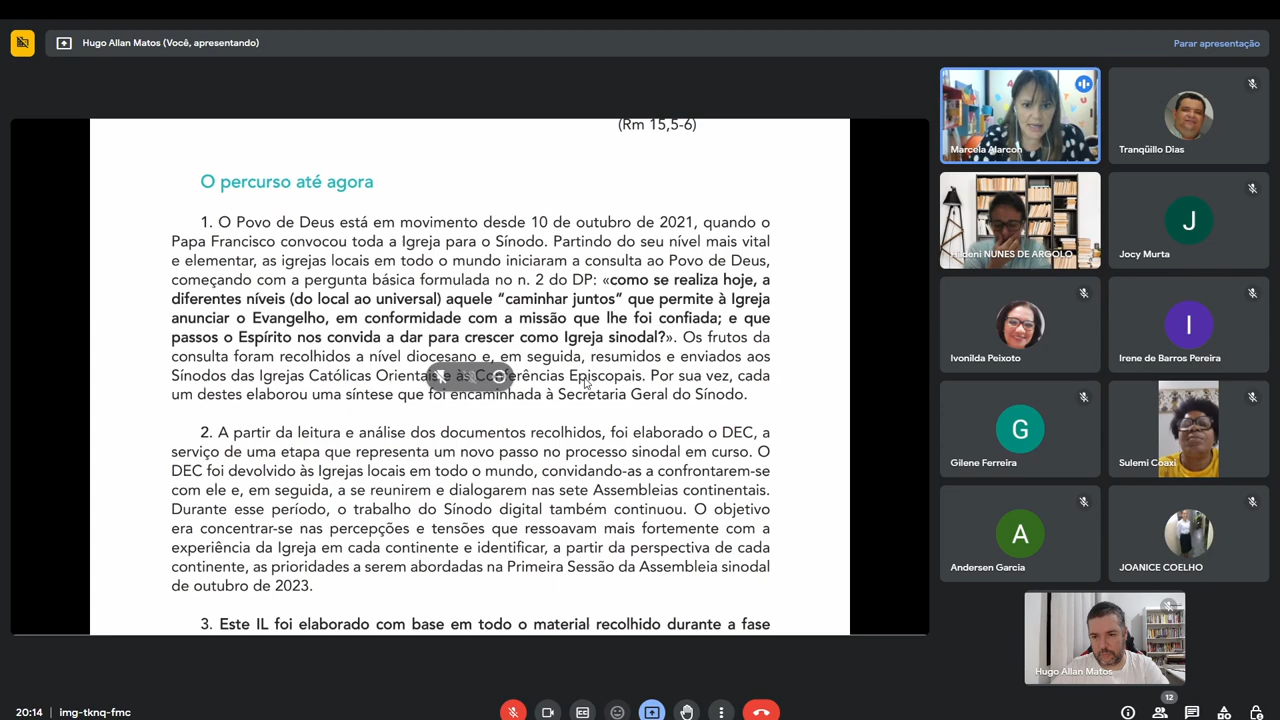 Hugo Allan Matos (Você, apresentando)
Parar apresentação
(Rm 15,5-6)
O percurso até agora
1. O Povo de Deus está em movimento desde 10 de outubro de 2021, quando o
Papa Francisco convocou toda a Igreja para o Sínodo. Partindo do seu nível mais vital
e elementar, as igrejas locais em todo o mundo iniciaram a consulta ao Povo de Deus,
começando com a pergunta básica formulada no n. 2 do DP: «como se realiza hoje, a
diferentes níveis (do local ao universal) aquele “caminhar juntos” que permite à Igreja
anunciar o Evangelho, em conformidade com a missão que lhe foi confiada; e que
passos o Espírito nos convida a dar para crescer como Igreja sinodal?». Os frutos da
consulta foram recolhidos a nível diocesano e, em seguida, resumidos e enviados aos
Sínodos das Igrejas Católicas Orientais e às Conferências Episcopais. Por sua vez, cada
um destes elaborou uma síntese que foi encaminhada à Secretaria Geral do Sínodo.
2. A partir da leitura e análise dos documentos recolhidos, foi elaborado o DEC, a
serviço de uma etapa que representa um novo passo no processo sinodal em curso. O
DEC foi devolvido às Igrejas locais em todo o mundo, convidando-as a confrontarem-se
com ele e, em seguida, a se reunirem e dialogarem nas sete Assembleias continentais.
Durante esse período, o trabalho do Sínodo digital também continuou. O objetivo
era concentrar-se nas percepções e tensões que ressoavam mais fortemente com a
experiência da Igreja em cada continente e identificar, a partir da perspectiva de cada
continente, as prioridades a serem abordadas na Primeira Sessão da Assembleia sinodal
de outubro de 2023.
3. Este IL foi elaborado com base em todo o material recolhido durante a fase
Marcela Alarcon
Tranqüillo Dias
Hildeni NUNES DE ARGOLO
J
Jocy Murta
Ivonilda Peixoto
I
Irene de Barros Pereira
G
Gilene Ferreira
Sulemi Coaxi
A
Andersen Garcia
JOANICE COELHO
Hugo Allan Matos
20:14
img-tknq-fmc
12